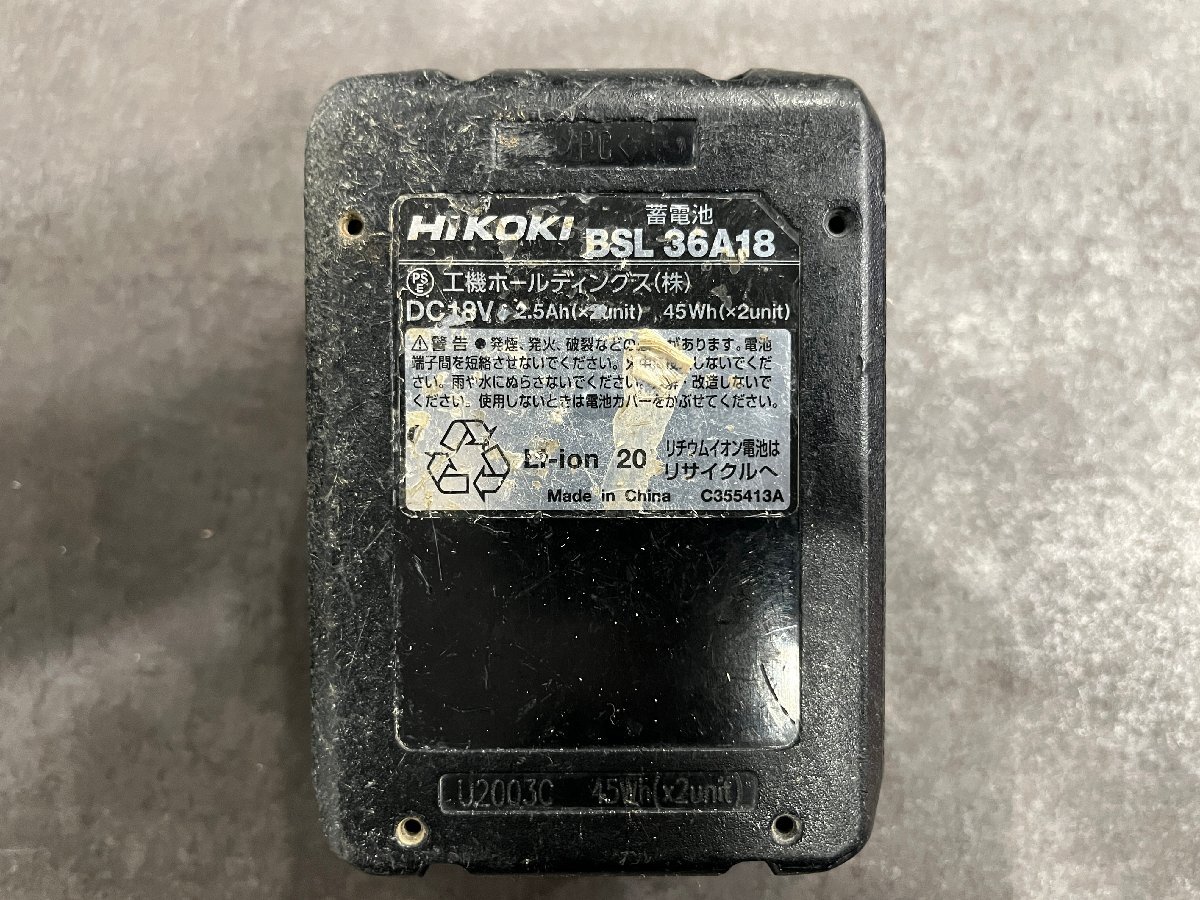 >PC<
HiKOKI 蓄電池
BSL 36A18
PS E 工機ホールディングス(株)
DC18V 2.5Ah(×2unit) 45Wh(×2unit)
⚠警告 ●発煙、発火、破裂などの があります。電池
端子間を短絡させないでください。 しないでくだ
さい。雨や水にぬらさないでください。 ・改造しないで
ください。使用しないときは電池カバーをかぶせてください。
Li-ion 20 リチウムイオン電池は
リサイクルへ
Made in China C355413A
U2003C 45Wh(×2unit)